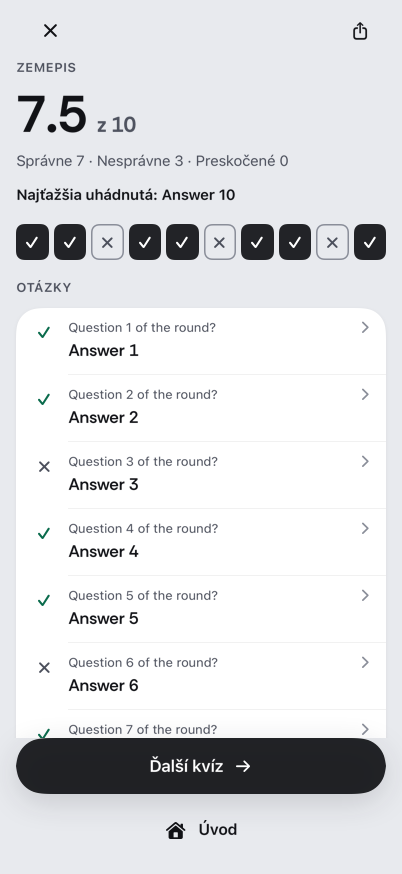 ZEMEPIS
7.5 z 10
Správne 7 · Nesprávne 3 · Preskočené 0
Najťažšia uhádnutá: Answer 10
OTÁZKY
Question 1 of the round?
Answer 1
Question 2 of the round?
Answer 2
Question 3 of the round?
Answer 3
Question 4 of the round?
Answer 4
Question 5 of the round?
Answer 5
Question 6 of the round?
Answer 6
Question 7 of the round?
Ďalší kvíz
Úvod